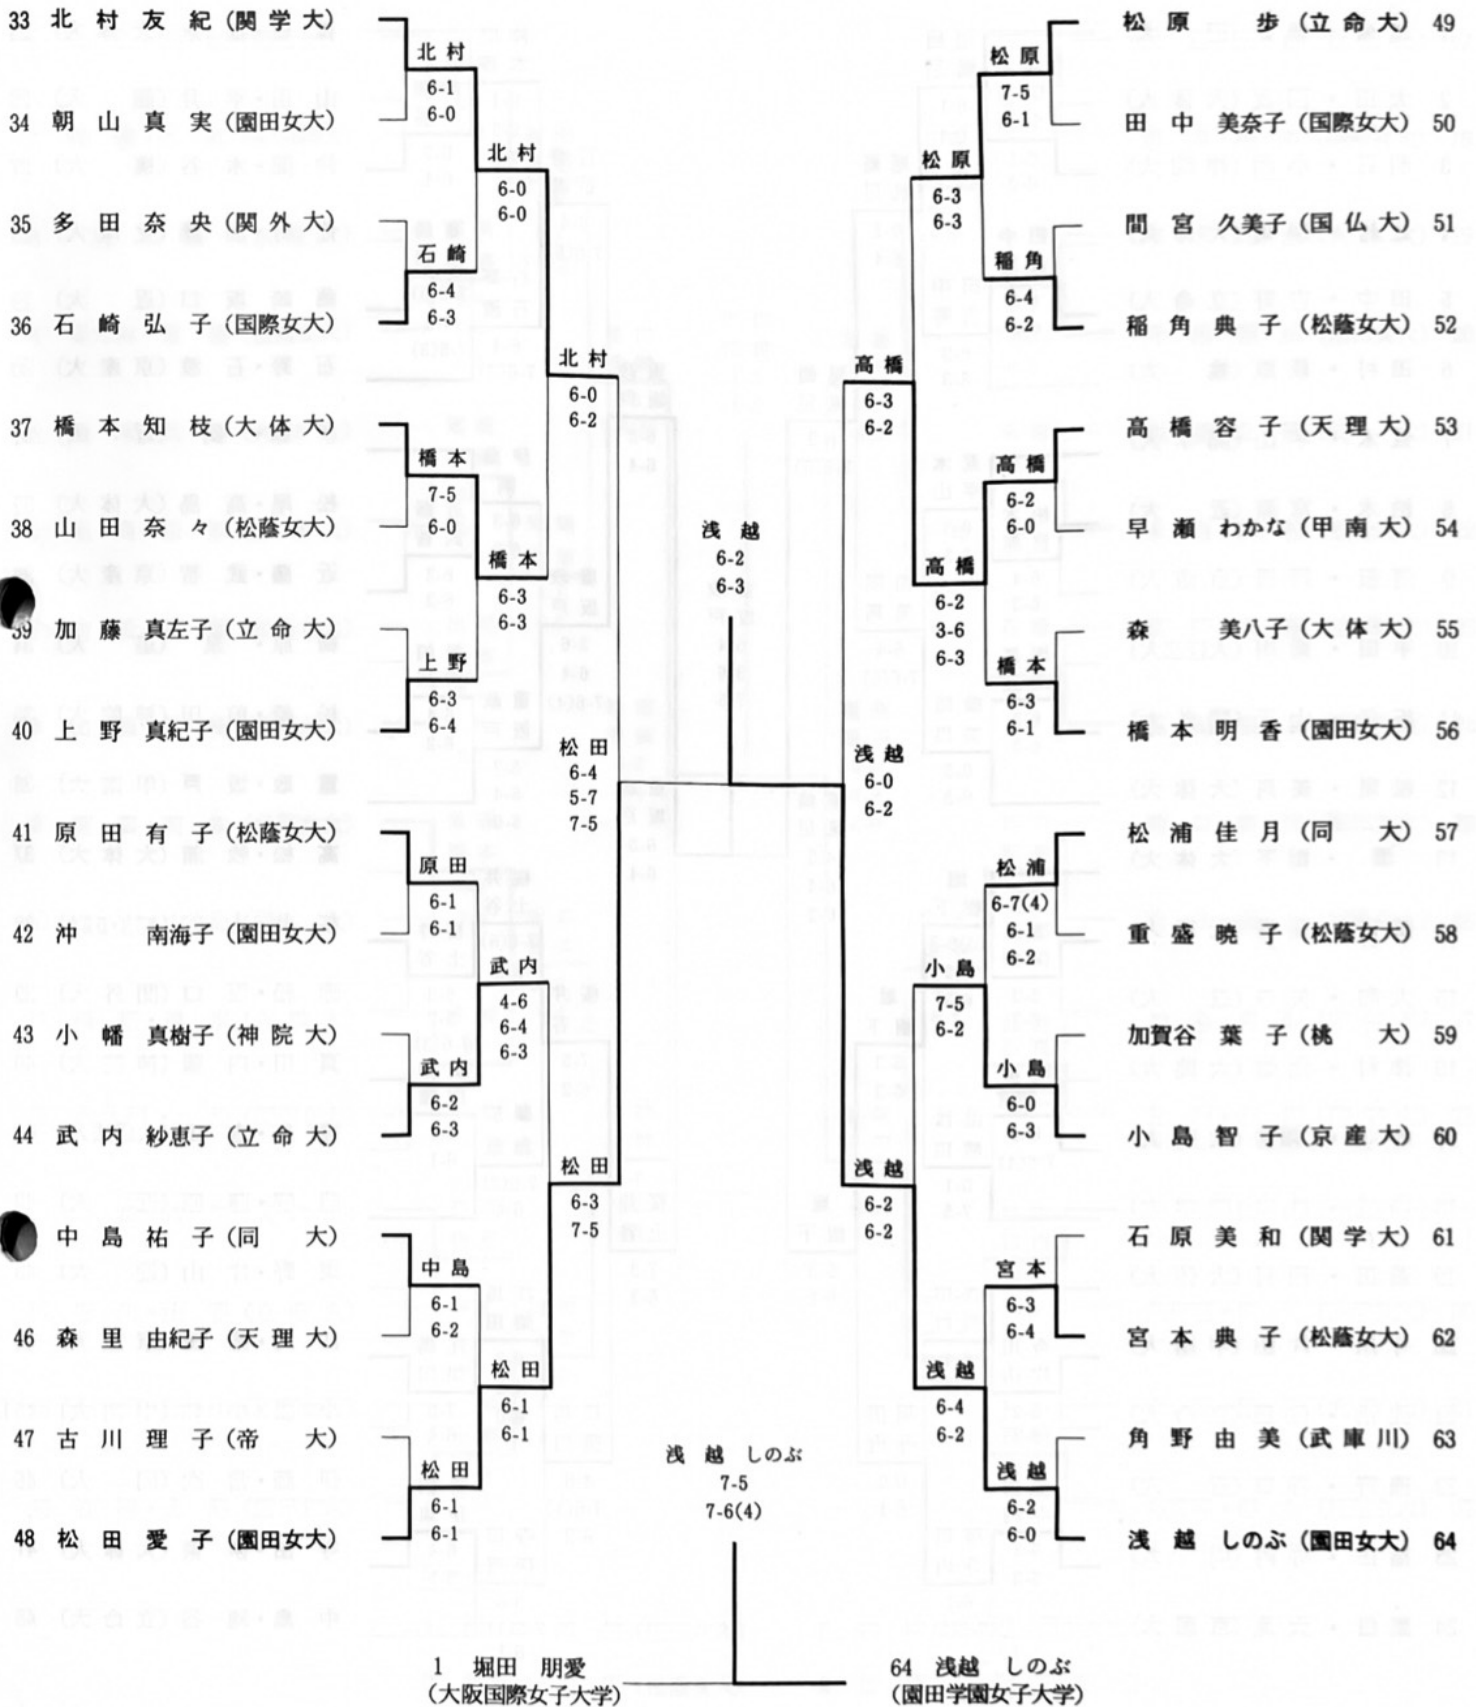 33 北村友紀(関学大)
34 朝山真実(園田女大)
35 多田奈央(関外大)
36 石崎弘子(国際女大)
37 橋本知枝(大体大)
38 山田奈々(松蔭女大)
39 加藤真左子(立命大)
40 上野真紀子(園田女大)
41 原田有子(松蔭女大)
42 沖南海子(園田女大)
43 小幡真樹子(神院大)
44 武内紗恵子(立命大)
中島祐子(同大)
46 森里由紀子(天理大)
47 古川理子(帝大)
48 松田愛子(園田女大)
北村
6-1
6-0
石崎
6-4
6-3
橋本
7-5
6-0
上野
6-3
6-4
原田
6-1
6-1
武内
6-2
6-3
中島
6-1
6-2
松田
6-1
6-1
北村
6-0
6-0
橋本
6-3
6-3
武内
4-6
6-4
6-3
松田
6-1
6-1
北村
6-0
6-2
松田
6-3
7-5
松田
6-4
5-7
7-5
浅越
6-2
6-3
浅越
6-0
6-2
高橋
6-3
6-2
浅越
6-2
6-2
松原
6-3
6-3
高橋
6-2
3-6
6-3
小島
7-5
6-2
浅越
6-4
6-2
松原
7-5
6-1
稲角
6-4
6-2
高橋
6-2
6-0
橋本
6-3
6-1
松浦
6-7(4)
6-1
6-2
小島
6-0
6-3
宮本
6-3
6-4
浅越
6-2
6-0
松原歩(立命大) 49
田中美奈子(国際女大) 50
間宮久美子(国仏大) 51
稲角典子(松蔭女大) 52
高橋容子(天理大) 53
早瀬わかな(甲南大) 54
森美八子(大体大) 55
橋本明香(園田女大) 56
松浦佳月(同大) 57
重盛暁子(松蔭女大) 58
加賀谷葉子(桃大) 59
小島智子(京産大) 60
石原美和(関学大) 61
宮本典子(松蔭女大) 62
角野由美(武庫川) 63
浅越しのぶ(園田女大) 64
浅越しのぶ
7-5
7-6(4)
1 堀田 朋愛
(大阪国際女子大学)
64 浅越 しのぶ
(園田学園女子大学)